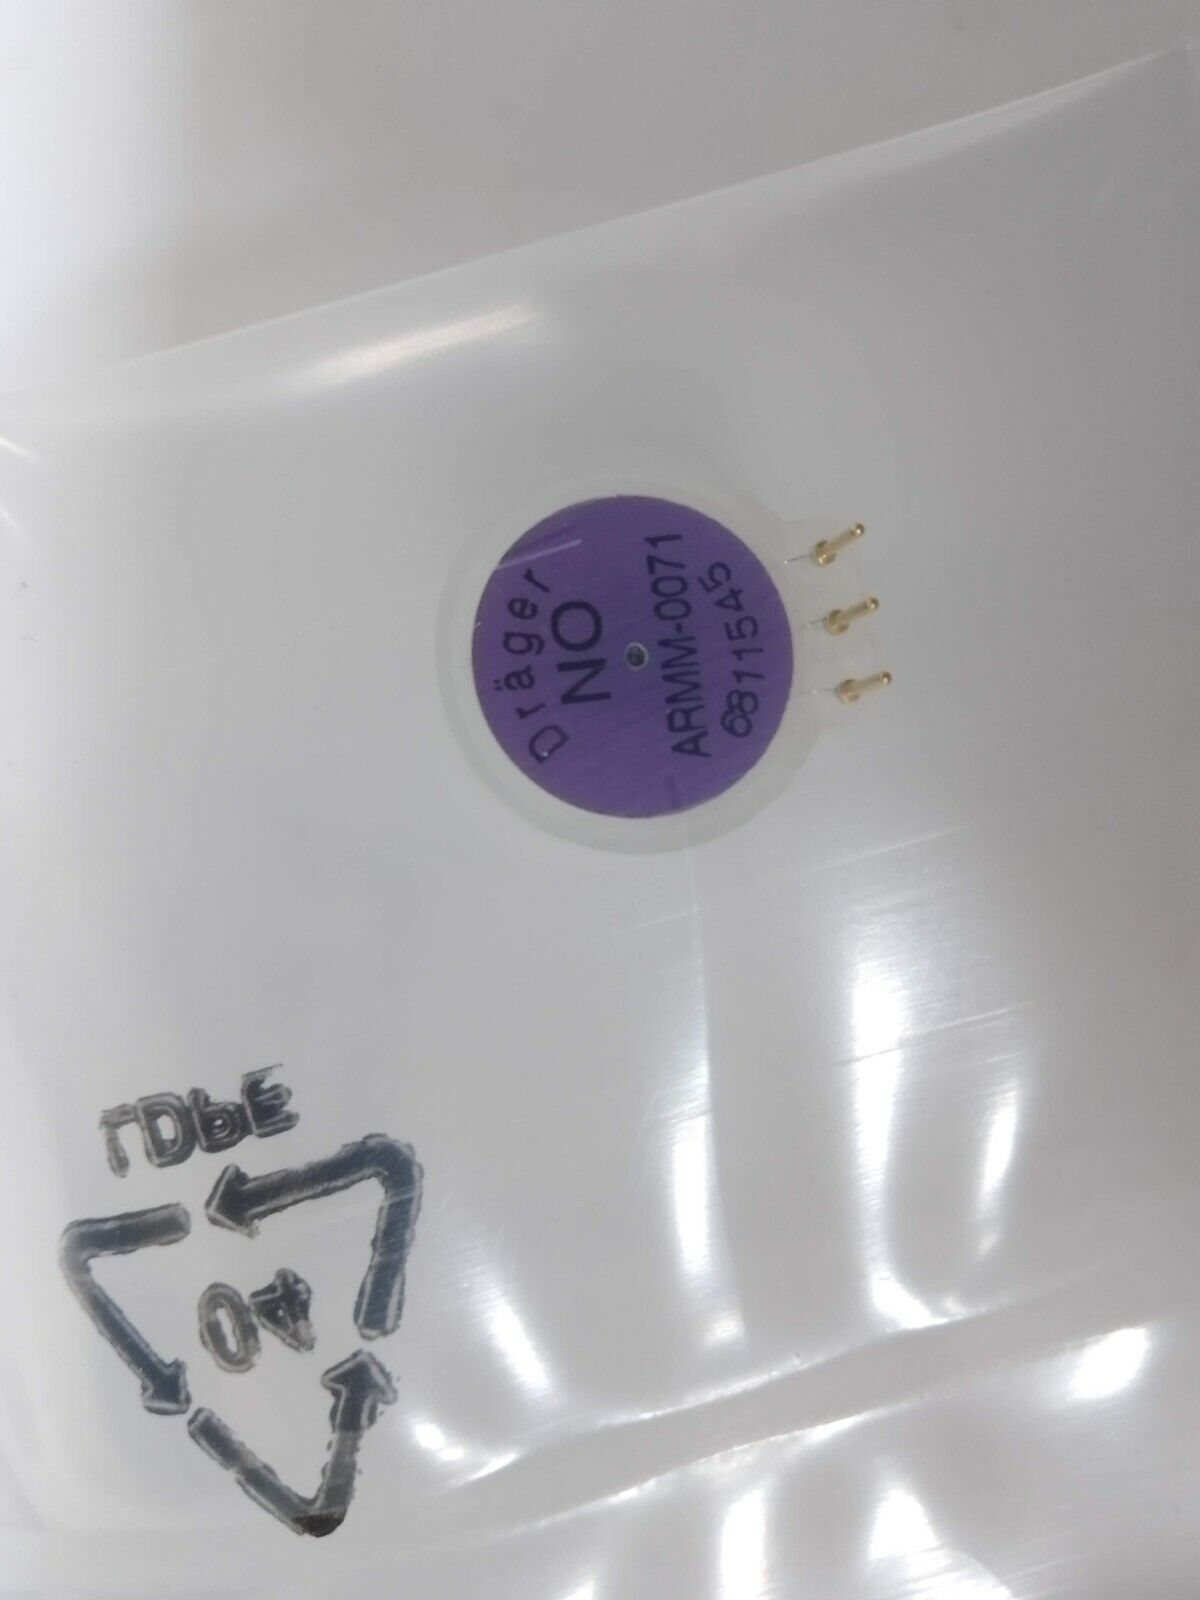 Dräger
NO
ARMM-0071
6811545
LDPE
04